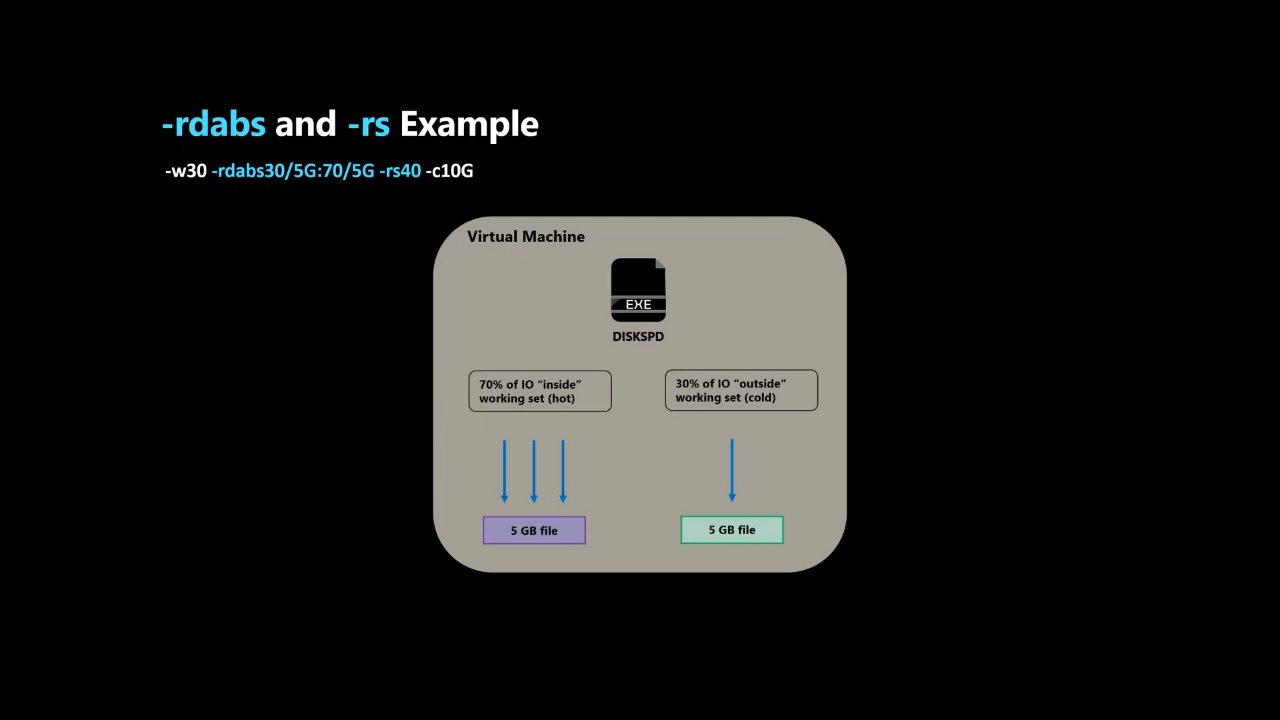 -rdabs and -rs Example
-w30 -rdabs30/5G:70/5G -rs40 -c10G
Virtual Machine
EXE
DISKSPD
70% of IO “inside”
working set (hot)
30% of IO “outside”
working set (cold)
5 GB file
5 GB file